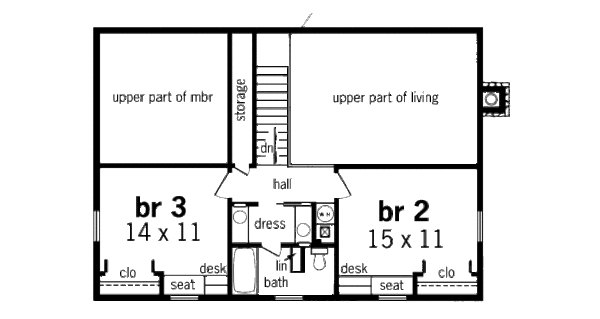 upper part of mbr
storage
upper part of living
dn
hall
br 3
14 x 11
br 2
15 x 11
dress
W H
clo
desk
seat
lin
bath
desk
seat
clo